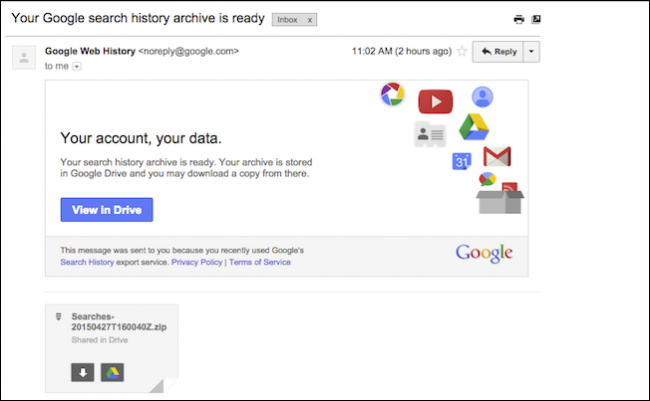 Your Google search history archive is ready Inbox x
Google Web History <noreply@google.com> 11:02 AM (2 hours ago) Reply
to me
Your account, your data.
Your search history archive is ready. Your archive is stored
in Google Drive and you may download a copy from there.
31
View in Drive
This message was sent to you because you recently used Google's
Search History export service. Privacy Policy | Terms of Service
Google
Searches-
20150427T160040Z.zip
Shared in Drive